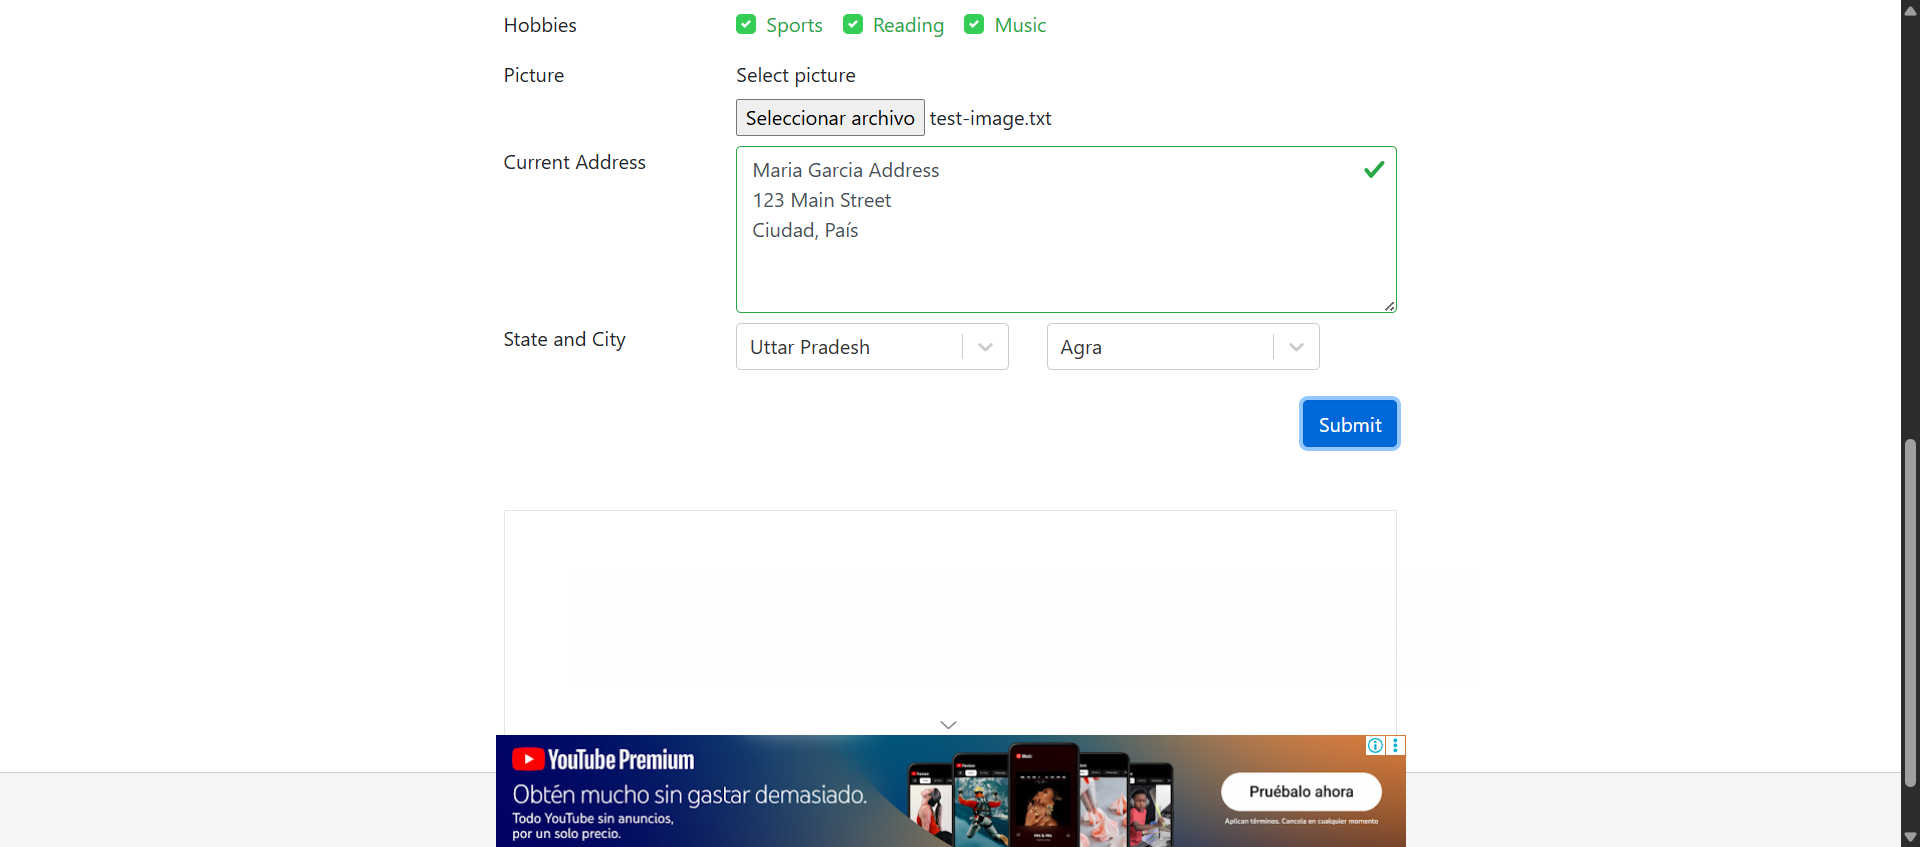 Hobbies
Sports Reading Music
Picture
Select picture
Seleccionar archivo test-image.txt
Current Address
Maria Garcia Address
123 Main Street
Ciudad, País
State and City
Uttar Pradesh
Agra
Submit
YouTube Premium
Obtén mucho sin gastar demasiado.
Todo YouTube sin anuncios,
por un solo precio.
Pruébalo ahora
Aplican términos. Cancela en cualquier momento